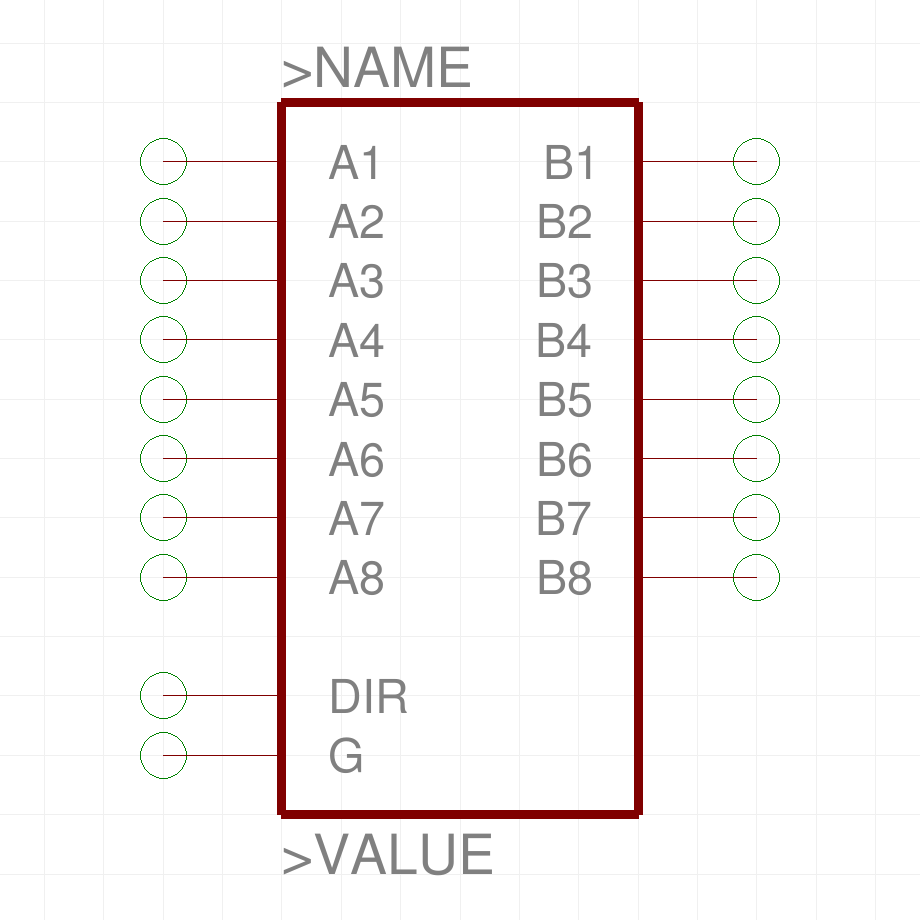 >NAME
A1 B1
A2 B2
A3 B3
A4 B4
A5 B5
A6 B6
A7 B7
A8 B8
DIR
G
>VALUE